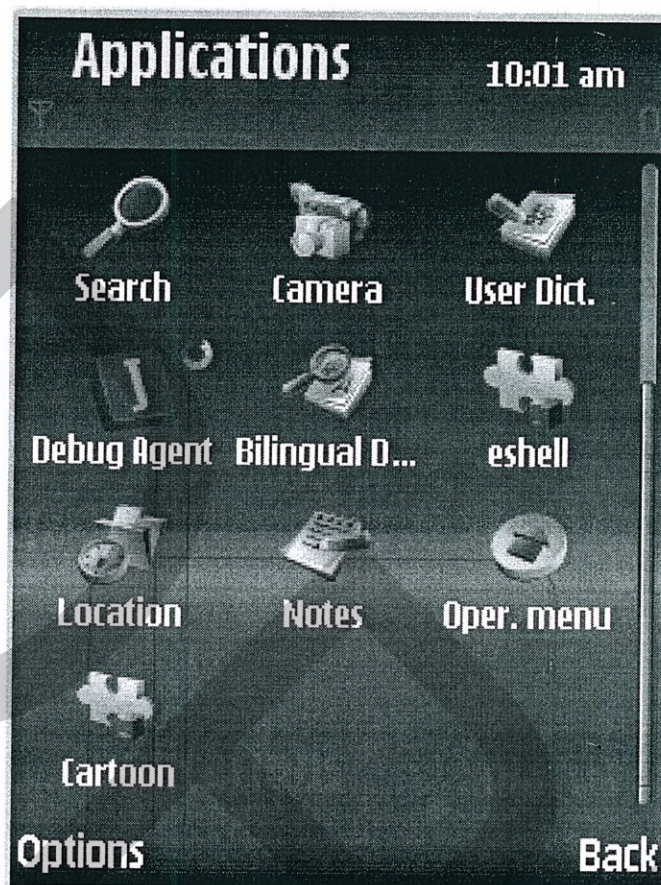 Applications
10:01 am
Search Camera User Dict.
Debug Agent Bilingual D... eshell
Location Notes Oper. menu
Cartoon
Options Back